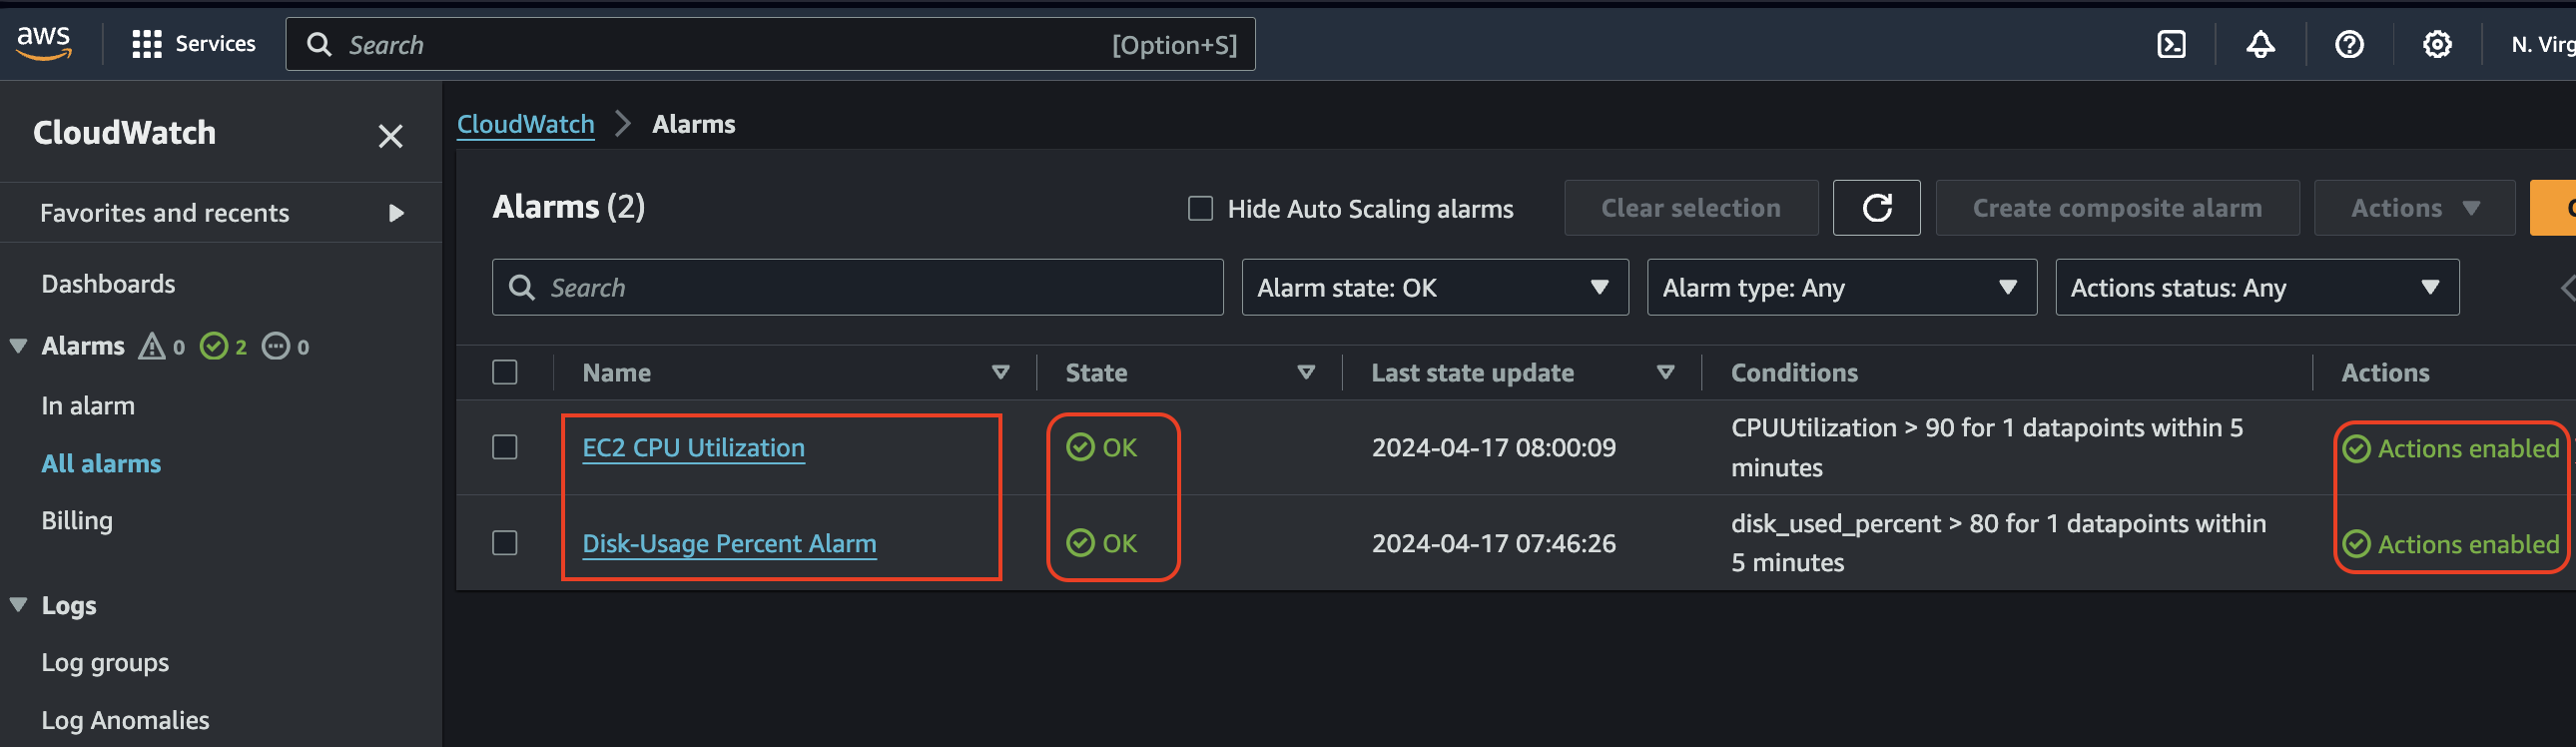 aws
Services
Search
[Option+S]
N. Virg
CloudWatch
Favorites and recents
Dashboards
Alarms 0 2 0
In alarm
All alarms
Billing
Logs
Log groups
Log Anomalies
CloudWatch > Alarms
Alarms (2)
Hide Auto Scaling alarms
Clear selection
Create composite alarm
Actions
Search
Alarm state: OK
Alarm type: Any
Actions status: Any
Name State Last state update Conditions Actions
EC2 CPU Utilization OK 2024-04-17 08:00:09 CPUUtilization > 90 for 1 datapoints within 5
minutes
Actions enabled
Disk-Usage Percent Alarm OK 2024-04-17 07:46:26 disk_used_percent > 80 for 1 datapoints within
5 minutes
Actions enabled